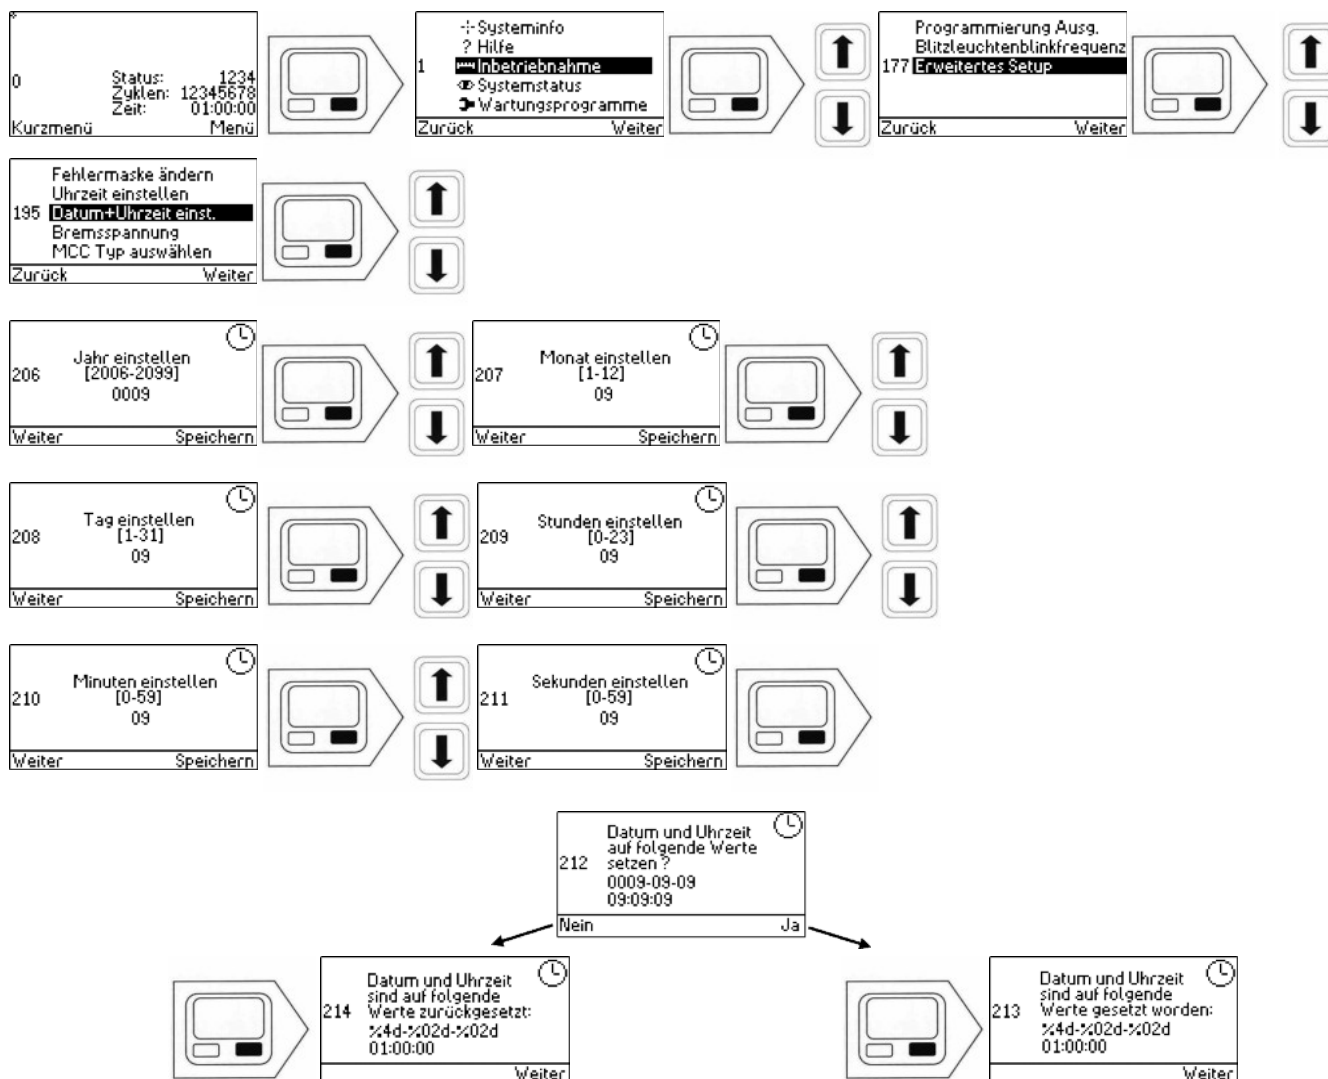 0
Status: 1234
Zyklen: 12345678
Zeit: 01:00:00
Kurzmenü Menü
Systeminfo
? Hilfe
1 Inbetriebnahme
Systemstatus
Wartungsprogramme
Zurück Weiter
Programmierung Ausg.
Blitzleuchtenblinkfrequenz
177 Erweitertes Setup
Zurück Weiter
Fehlermaske ändern
Uhrzeit einstellen
195 Datum+Uhrzeit einst.
Bremsspannung
MCC Typ auswählen
Zurück Weiter
Jahr einstellen
206 [2006-2099]
0009
Weiter Speichern
Monat einstellen
207 [1-12]
09
Weiter Speichern
Tag einstellen
208 [1-31]
09
Weiter Speichern
Stunden einstellen
209 [0-23]
09
Weiter Speichern
Minuten einstellen
210 [0-59]
09
Weiter Speichern
Sekunden einstellen
211 [0-59]
09
Weiter Speichern
Datum und Uhrzeit
auf folgende Werte
212 setzen ?
0009-09-09
09:09:09
Nein Ja
Datum und Uhrzeit
sind auf folgende
214 Werte zurückgesetzt:
%4d-%02d-%02d
01:00:00
Weiter
Datum und Uhrzeit
sind auf folgende
213 Werte gesetzt worden:
%4d-%02d-%02d
01:00:00
Weiter